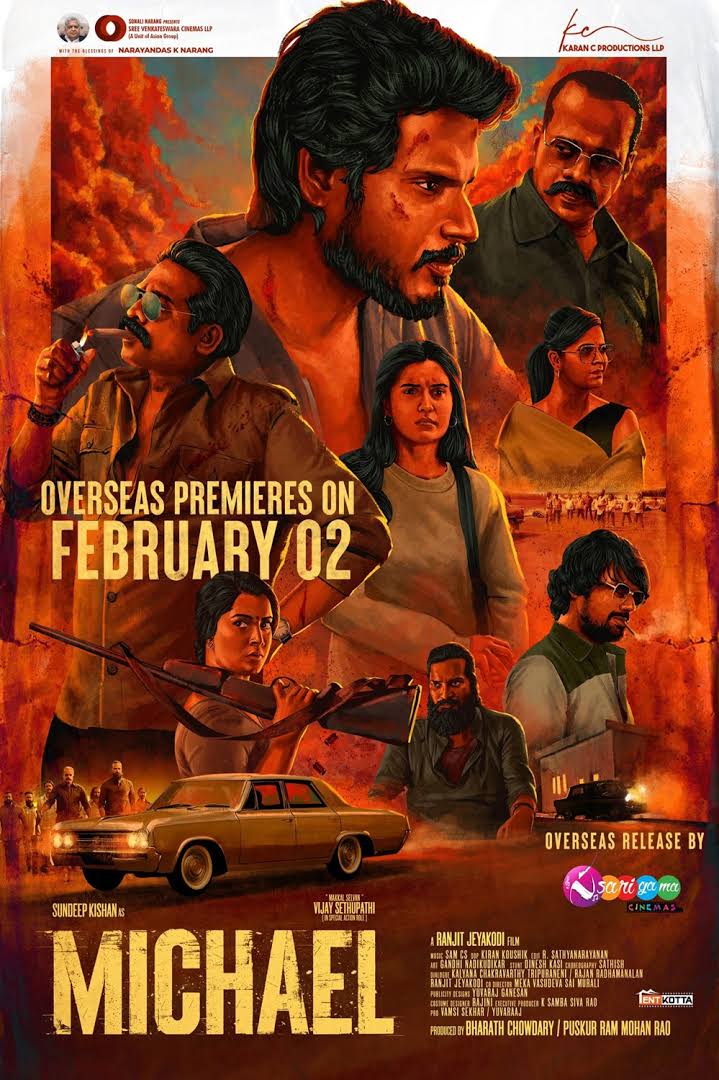 SONALI NARANG PRESENTS
SREE VENKATESWARA CINEMAS LLP
(A Unit of Asian Group)
WITH THE BLESSINGS OF NARAYANDAS K NARANG
kc
KARAN C PRODUCTIONS LLP
OVERSEAS PREMIERES ON
FEBRUARY 02
OVERSEAS RELEASE BY
sarigama
CINEMAS
SUNDEEP KISHAN AS
"MAKKAL SELVAN"
VIJAY SETHUPATHI
(IN SPECIAL ACTION ROLE)
MICHAEL
A RANJIT JEYAKODI FILM
MUSIC SAM CS DOP KIRAN KOUSHIK EDIT R. SATHYANARAYANAN
ART GANDHI NADIKUDIKAR STUNT DINESH KASI CHOREOGRAPHY SATHISH
DIALOGUE KALYANA CHAKRAVARTHY TRIPURANENI / RAJAN RADHAMANALAN
RANJIT JEYAKODI CO DIRECTOR MEKA VASUDEVA SAI MURALI
PUBLICITY DESIGNS YUVARAJ GANESAN
COSTUME DESIGNER RAJINI EXECUTIVE PRODUCER K SAMBA SIVA RAO
PRO VAMSI SEKHAR / YUVARAAJ
PRODUCED BY BHARATH CHOWDARY / PUSKUR RAM MOHAN RAO
TENTKOTTA